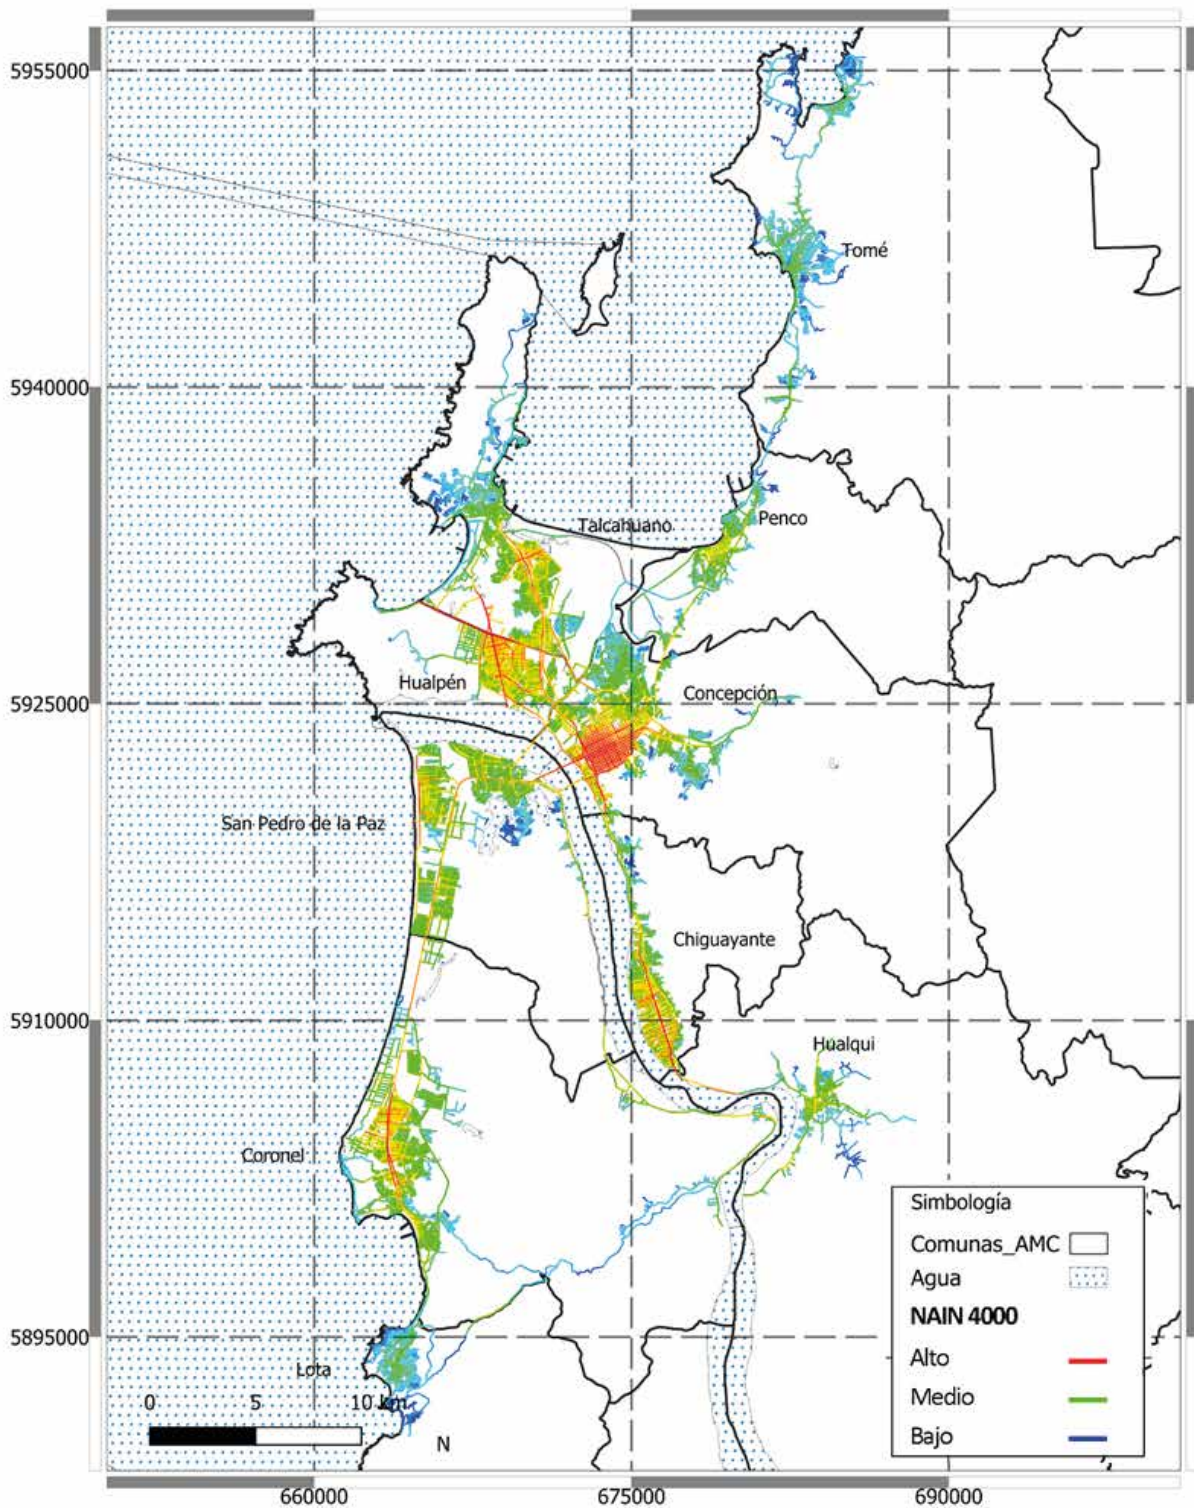 5955000
Tomé
5940000
Talcahuano
Penco
Hualpén
Concepción
5925000
San Pedro de la Paz
Chiguayante
5910000
Hualqui
Coronel
Simbología
Comunas_AMC
Agua
NAIN 4000
5895000
Alto
Lota
Medio
0 5 10 km
Bajo
N
660000 675000 690000